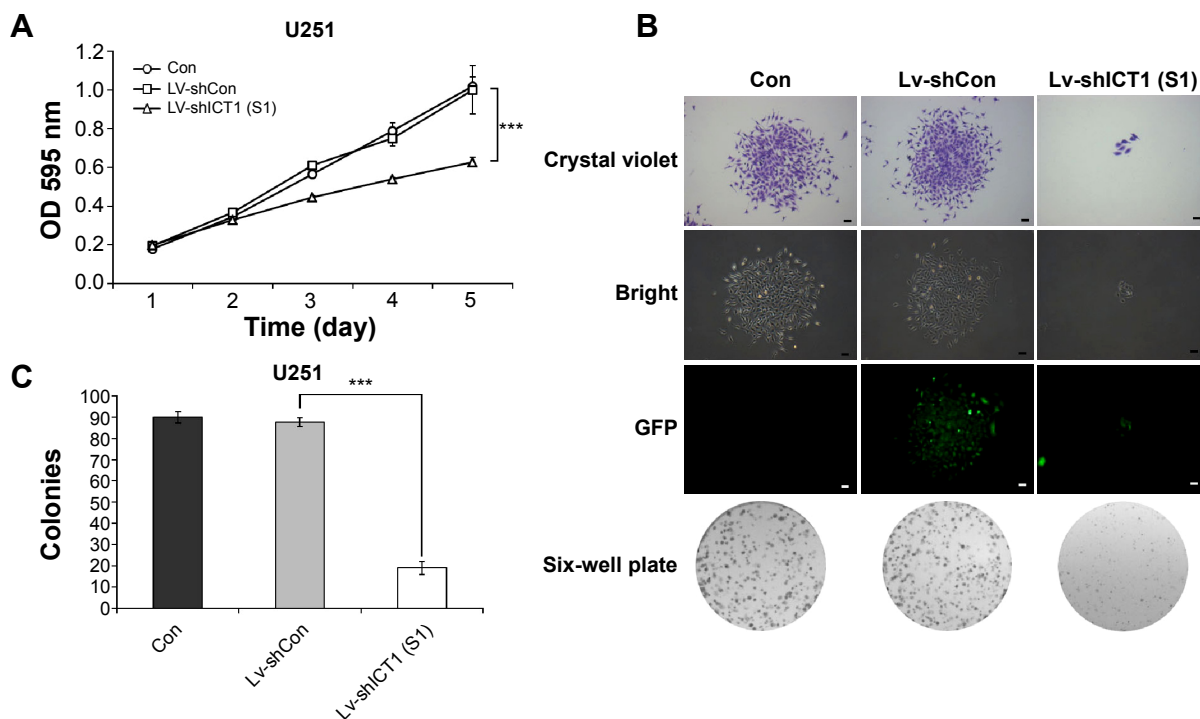 A
U251
1.2
1.0
0.8
0.6
0.4
0.2
0.0
OD 595 nm
Con
LV-shCon
LV-shICT1 (S1)
***
1 2 3 4 5
Time (day)
B
Con Lv-shCon Lv-shICT1 (S1)
Crystal violet
Bright
GFP
Six-well plate
C
U251
***
100
90
80
70
60
50
40
30
20
10
0
Colonies
Con
Lv-shCon
Lv-shICT1 (S1)